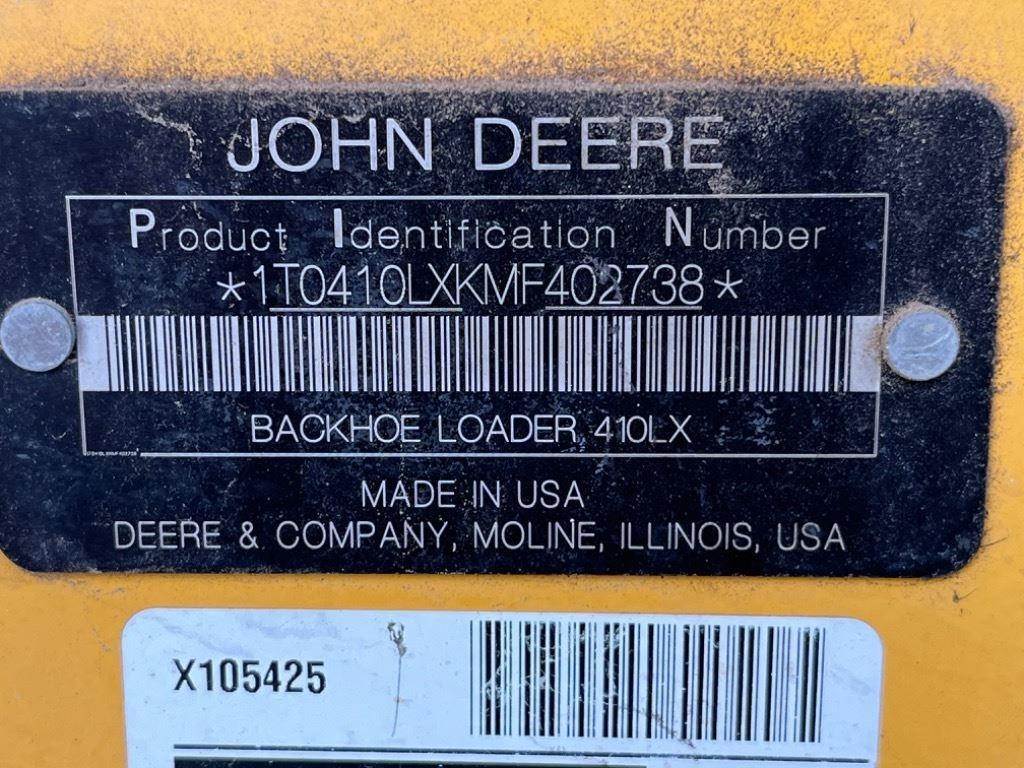 JOHN DEERE
Product Identification Number
*1T0410LXKMF402738*
BACKHOE LOADER 410LX
MADE IN USA
DEERE & COMPANY, MOLINE, ILLINOIS, USA
X105425